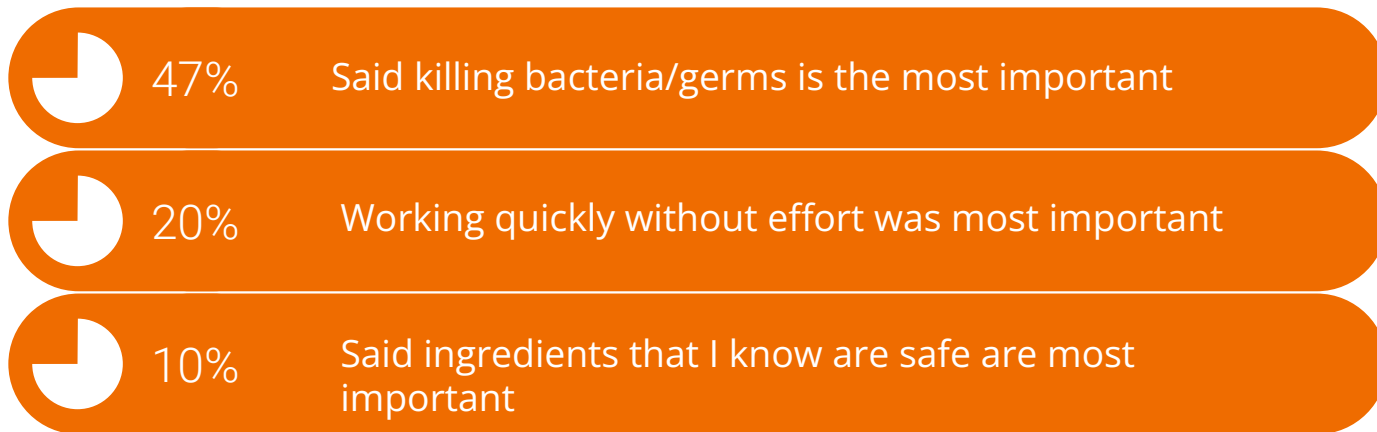 47% Said killing bacteria/germs is the most important
20% Working quickly without effort was most important
10% Said ingredients that I know are safe are most
important